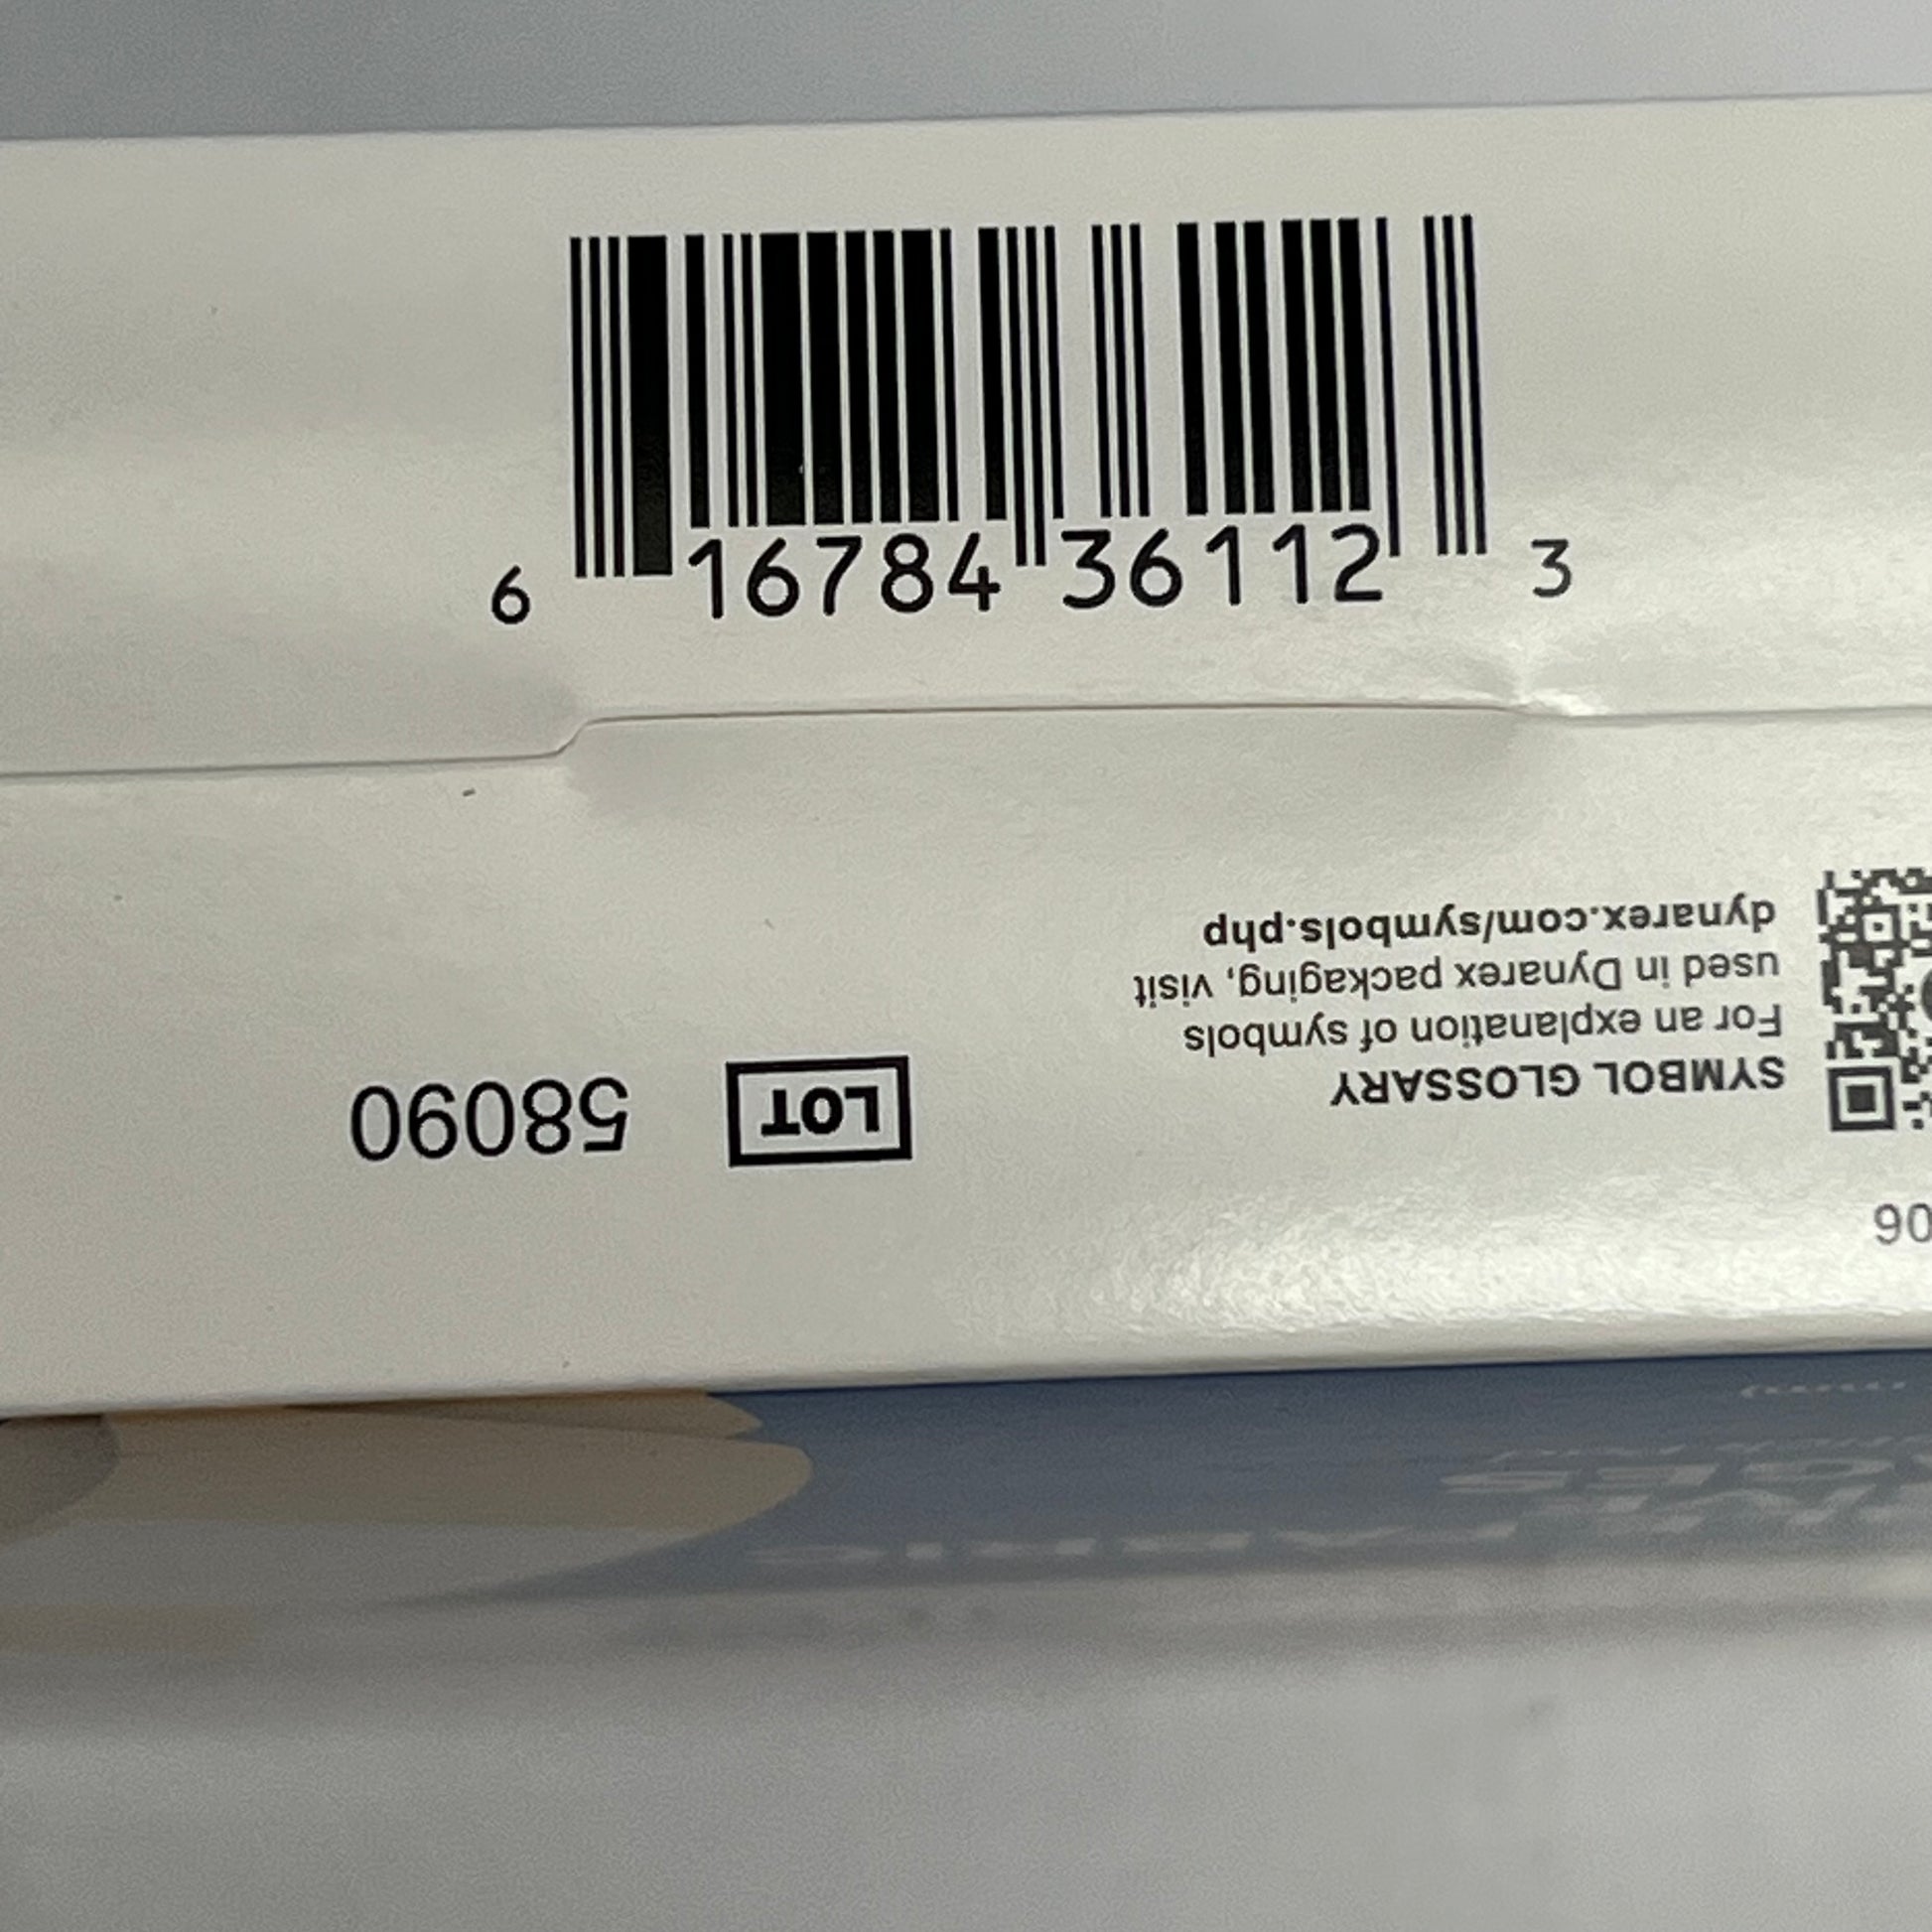 6 16784 36112 3
SYMBOL GLOSSARY
For an explanation of symbols
used in Dynarex packaging, visit
dynarex.com/symbols.php
LOT 58090